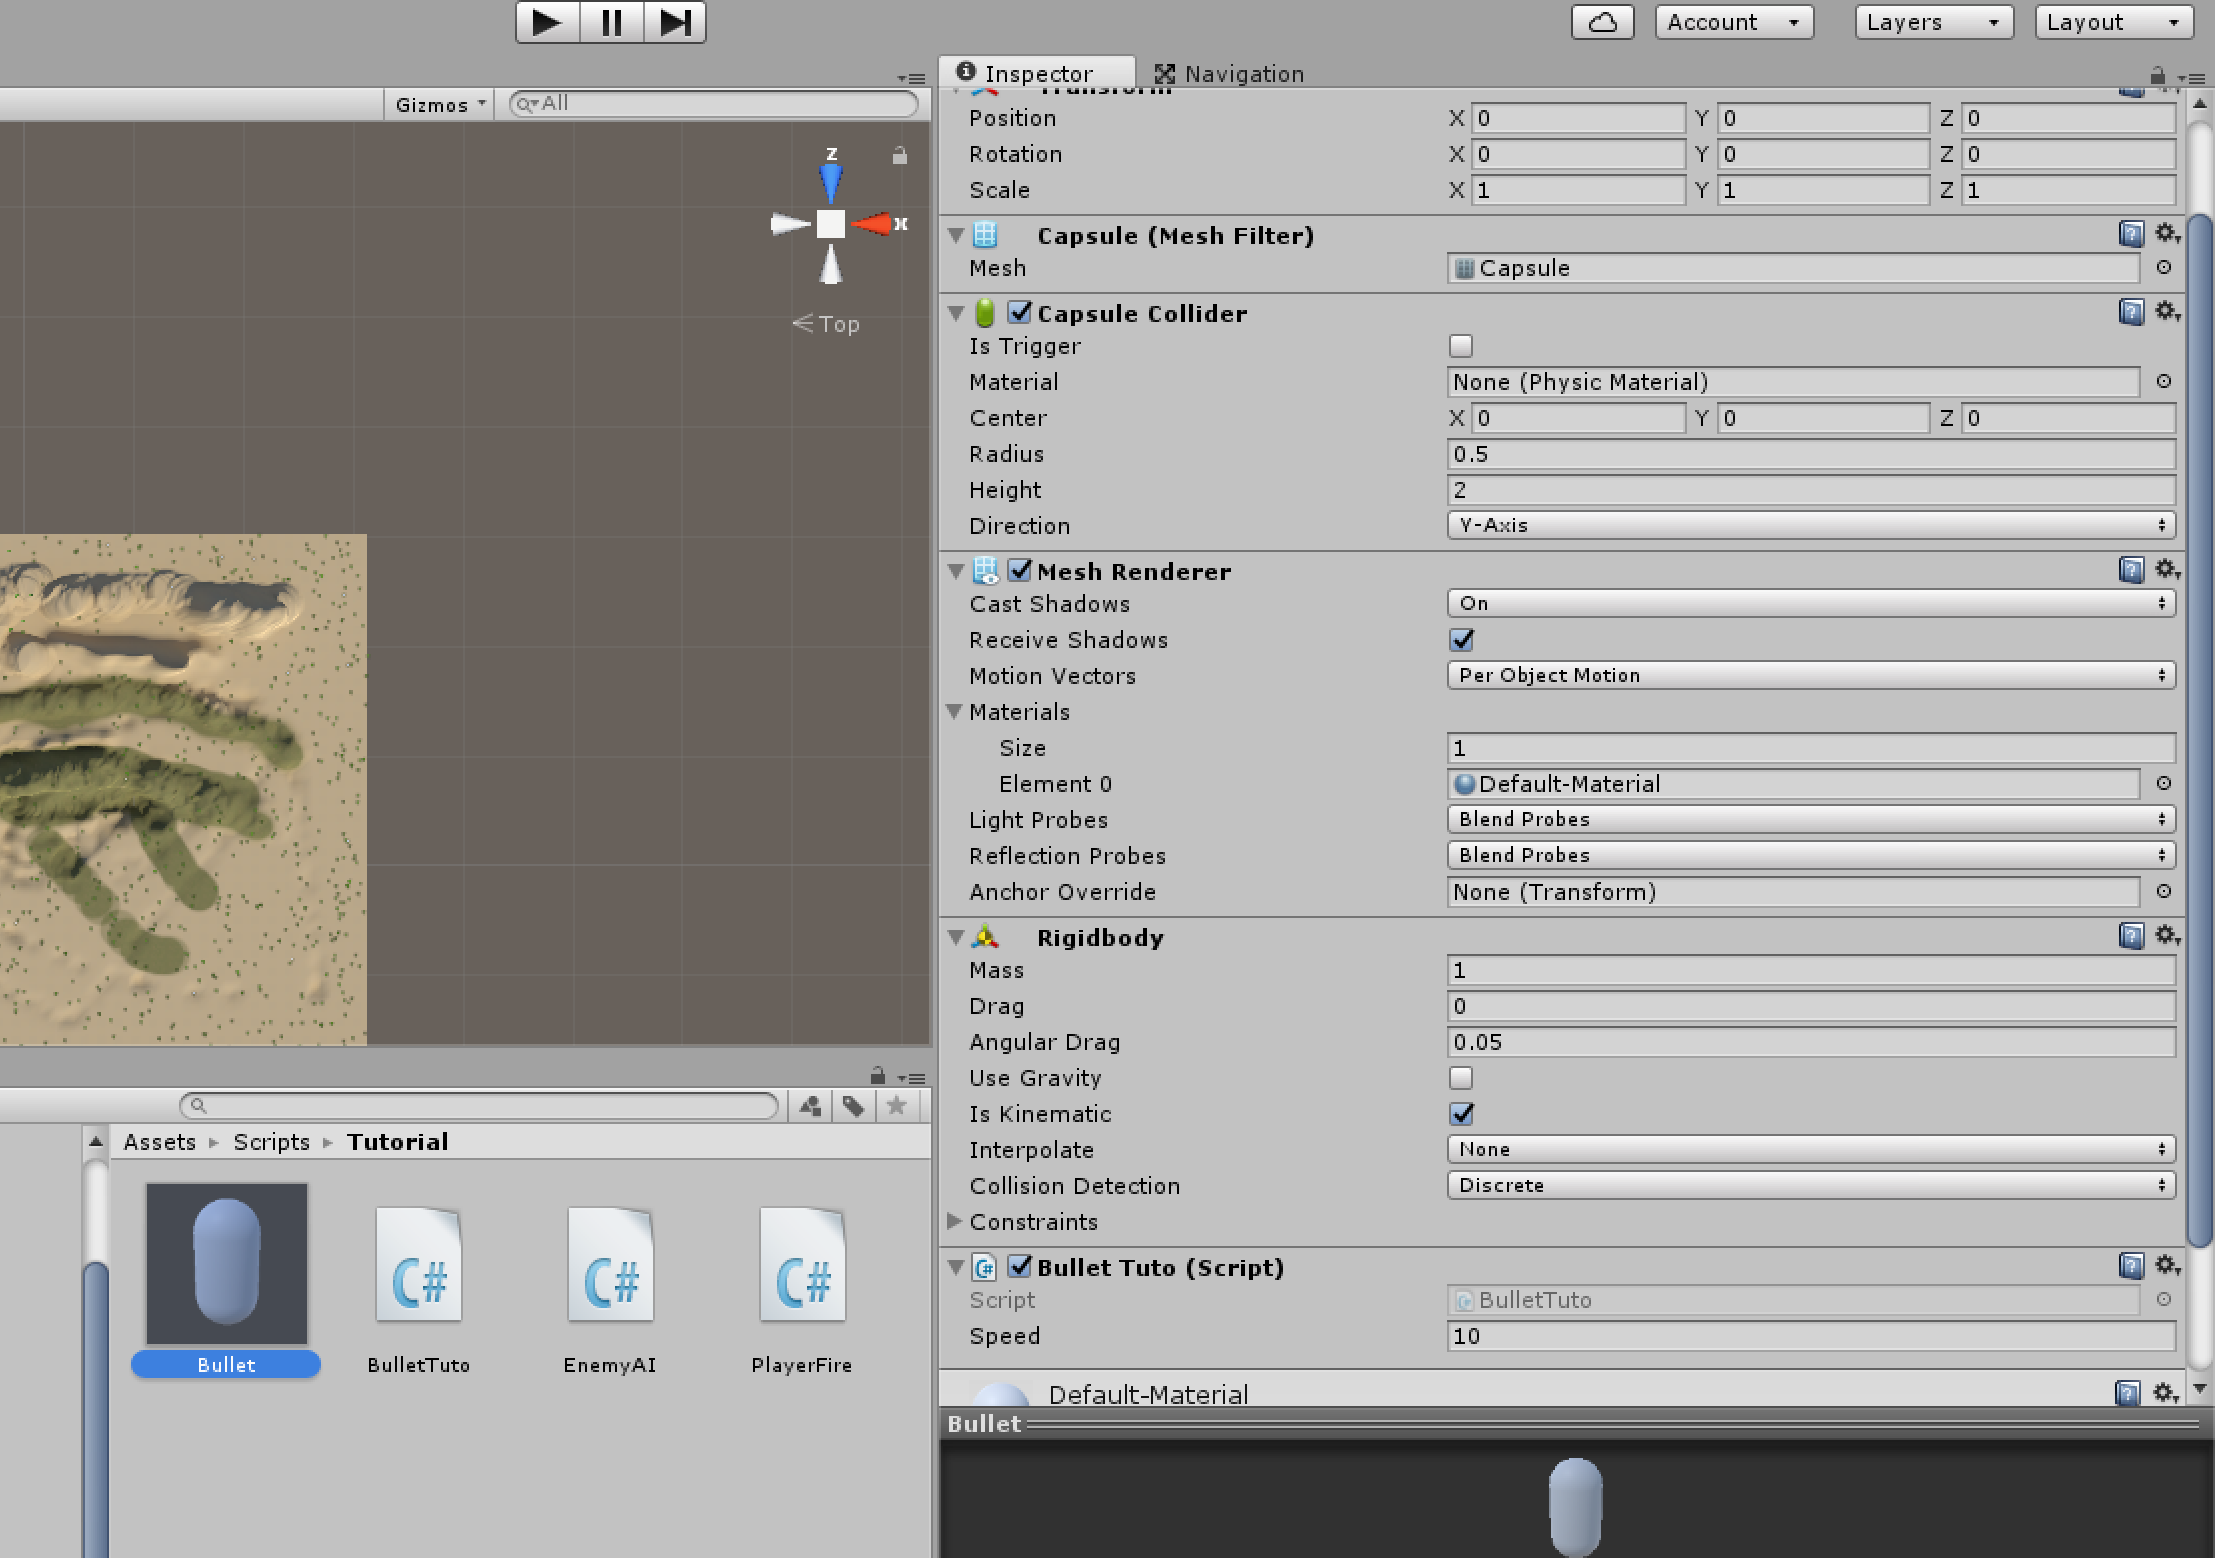 Account
Layers
Layout
Inspector
Navigation
Gizmos
All
Transform
Position X 0 Y 0 Z 0
Rotation X 0 Y 0 Z 0
Scale X 1 Y 1 Z 1
z
x
Top
Capsule (Mesh Filter)
Mesh Capsule
Capsule Collider
Is Trigger
Material None (Physic Material)
Center X 0 Y 0 Z 0
Radius 0.5
Height 2
Direction Y-Axis
Mesh Renderer
Cast Shadows On
Receive Shadows
Motion Vectors Per Object Motion
Materials
Size 1
Element 0 Default-Material
Light Probes Blend Probes
Reflection Probes Blend Probes
Anchor Override None (Transform)
Rigidbody
Mass 1
Drag 0
Angular Drag 0.05
Use Gravity
Is Kinematic
Interpolate None
Collision Detection Discrete
Constraints
Bullet Tuto (Script)
Script BulletTuto
Speed 10
Default-Material
Bullet
Assets Scripts Tutorial
C# C# C#
Bullet BulletTuto EnemyAI PlayerFire